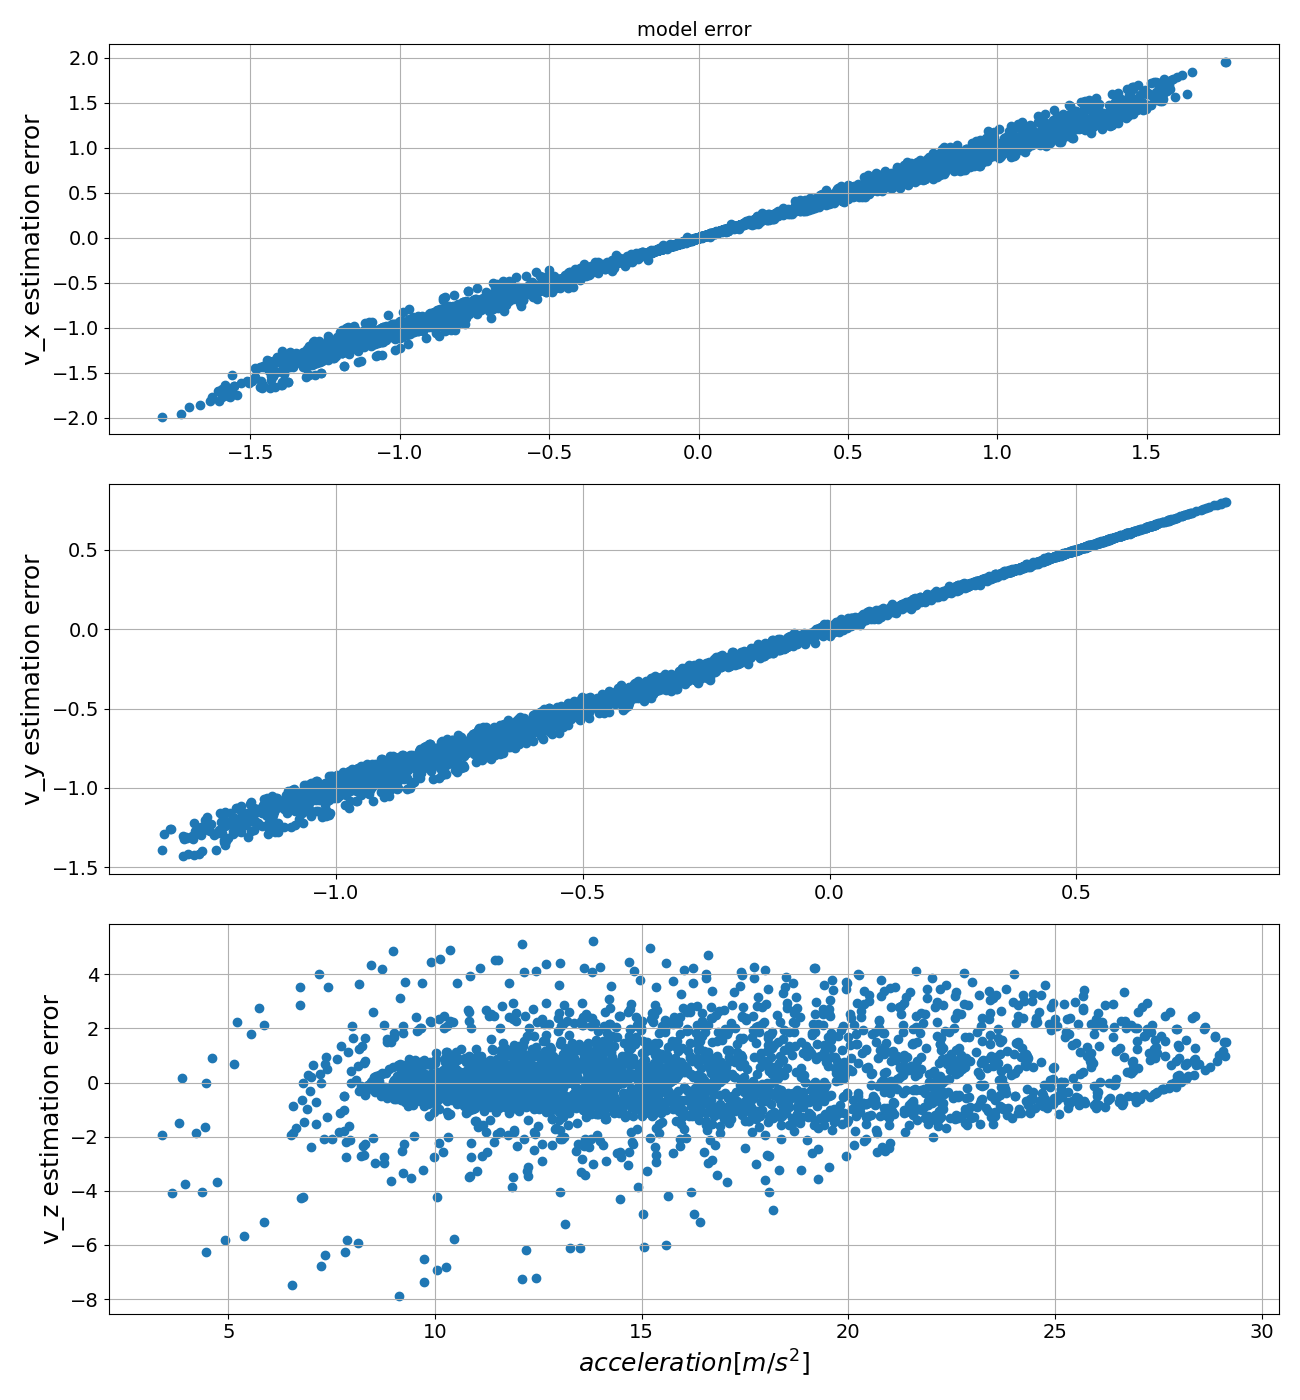 model error
2.0
1.5
1.0
0.5
0.0
−0.5
−1.0
−1.5
−2.0
v_x estimation error
−1.5 −1.0 −0.5 0.0 0.5 1.0 1.5
0.5
0.0
−0.5
−1.0
−1.5
v_y estimation error
−1.0 −0.5 0.0 0.5
4
2
0
−2
−4
−6
−8
v_z estimation error
5 10 15 20 25 30
acceleration[m/s²]